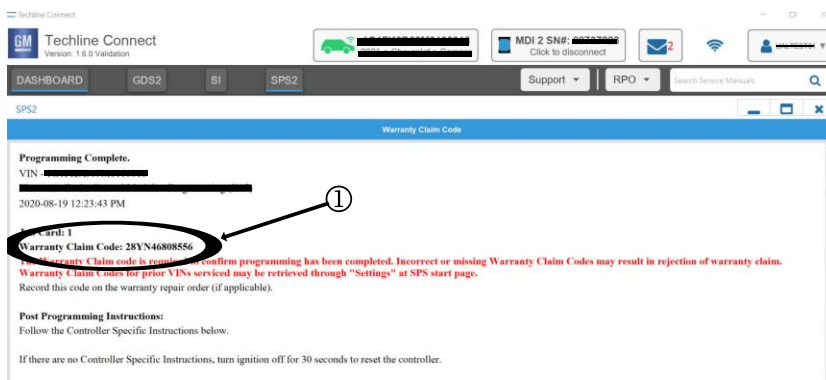 Techline Connect
GM
Techline Connect
Version: 1.6.0 Validation
MDI 2 SN#:
Click to disconnect
2
DASHBOARD GDS2 SI SPS2 Support RPO Search Service Manuals
SPS2
Warranty Claim Code
Programming Complete.
VIN -
2020-08-19 12:23:43 PM
①
Card: 1
Warranty Claim Code: 28YN46808556
The Warranty Claim code is required to confirm programming has been completed. Incorrect or missing Warranty Claim Codes may result in rejection of warranty claim.
Warranty Claim Codes for prior VINs serviced may be retrieved through "Settings" at SPS start page.
Record this code on the warranty repair order (if applicable).
Post Programming Instructions:
Follow the Controller Specific Instructions below.
If there are no Controller Specific Instructions, turn ignition off for 30 seconds to reset the controller.